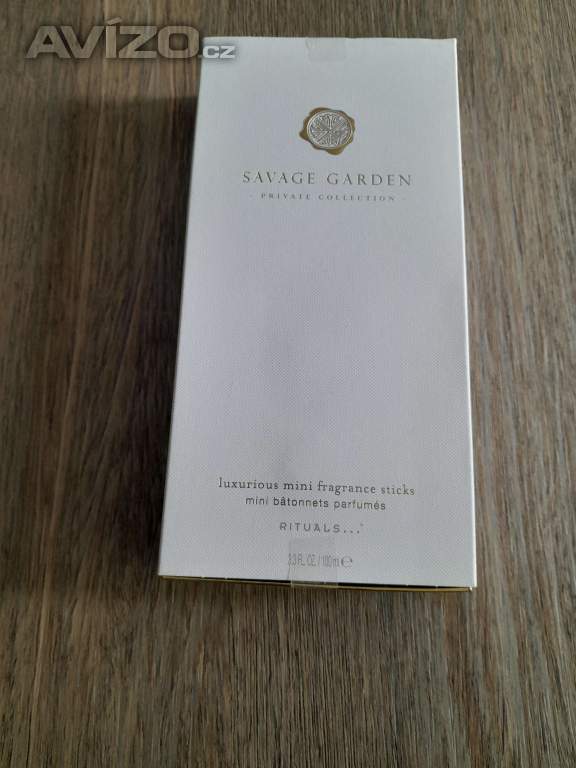 AVÍZO.cz
SAVAGE GARDEN
· PRIVATE COLLECTION ·
luxurious mini fragrance sticks
mini bâtonnets parfumés
RITUALS...®
3.3 FL. OZ. / 100 ml ℮